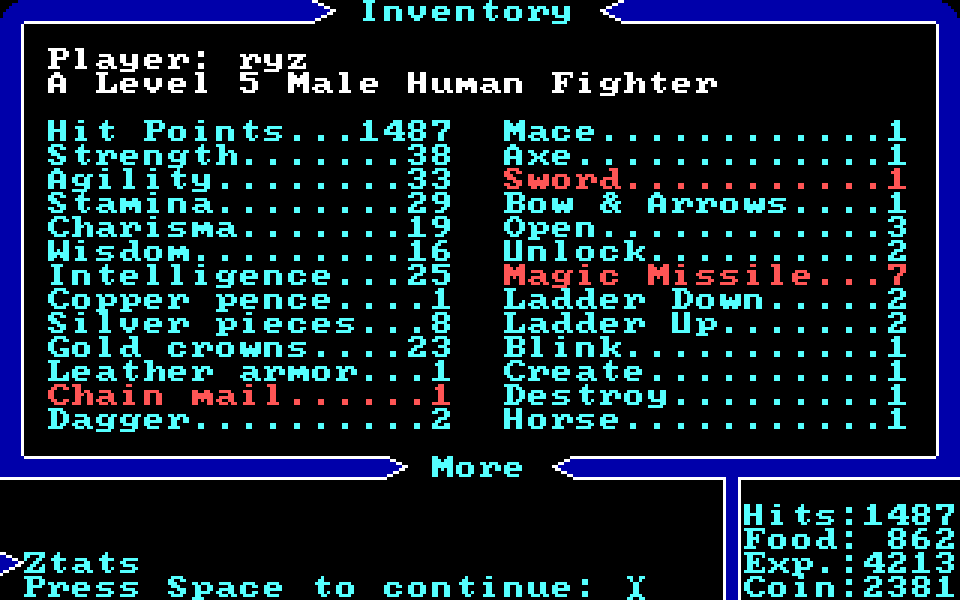 Inventory
Player: ryz
A Level 5 Male Human Fighter
Hit Points...1487
Strength.......38
Agility........33
Stamina........29
Charisma.......19
Wisdom.........16
Intelligence...25
Copper pence....1
Silver pieces...8
Gold crowns....23
Leather armor...1
Chain mail......1
Dagger..........2
Mace............1
Axe.............1
Sword...........1
Bow & Arrows....1
Open............3
Unlock..........2
Magic Missile...7
Ladder Down.....2
Ladder Up.......2
Blink...........1
Create..........1
Destroy.........1
Horse...........1
More
Ztats
Press Space to continue:
Hits:1487
Food: 862
Exp.:4213
Coin:2381